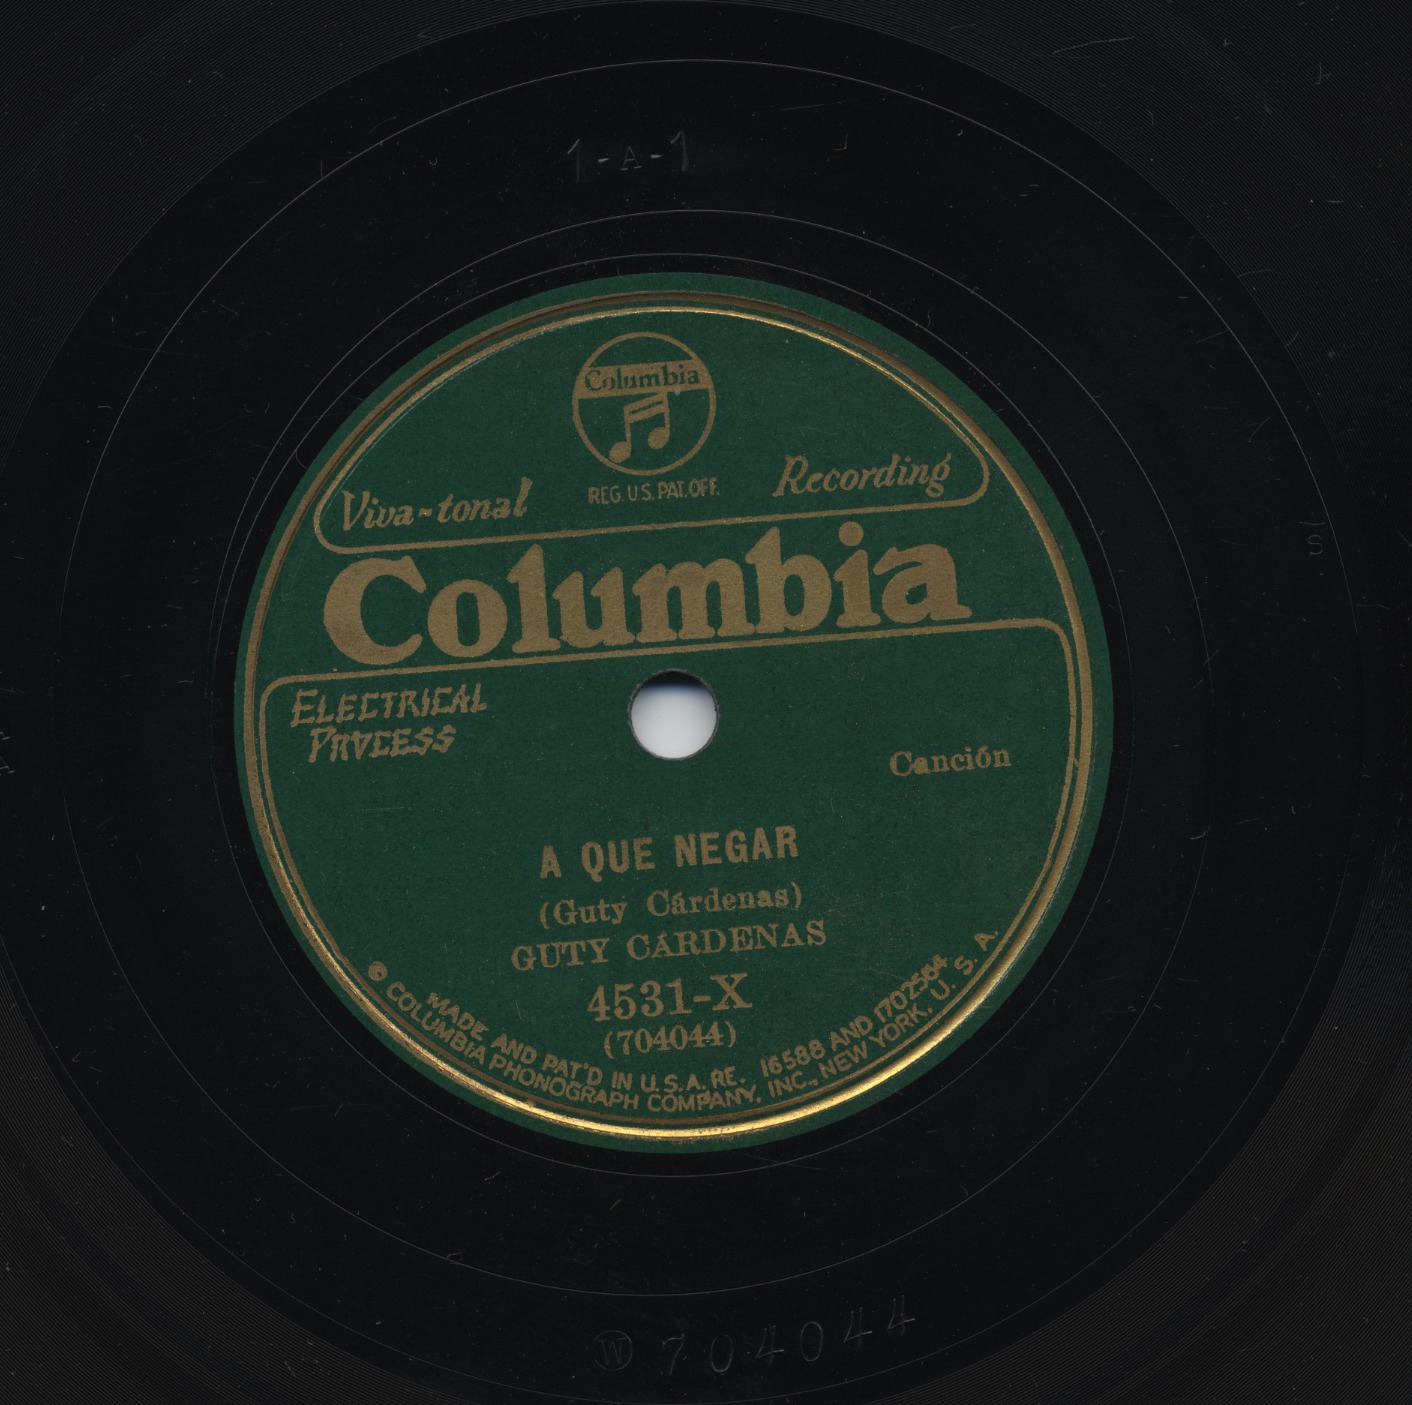 1-A-1
Columbia
REG. U.S. PAT. OFF.
Viva-tonal Recording
Columbia
ELECTRICAL
PROCESS
Canción
A QUE NEGAR
(Guty Cárdenas)
GUTY CÁRDENAS
4531-X
(704044)
MADE AND PAT'D IN U.S.A. RE. 16588 AND 1702564
© COLUMBIA PHONOGRAPH COMPANY, INC., NEW YORK, U. S. A.
S
W 704044